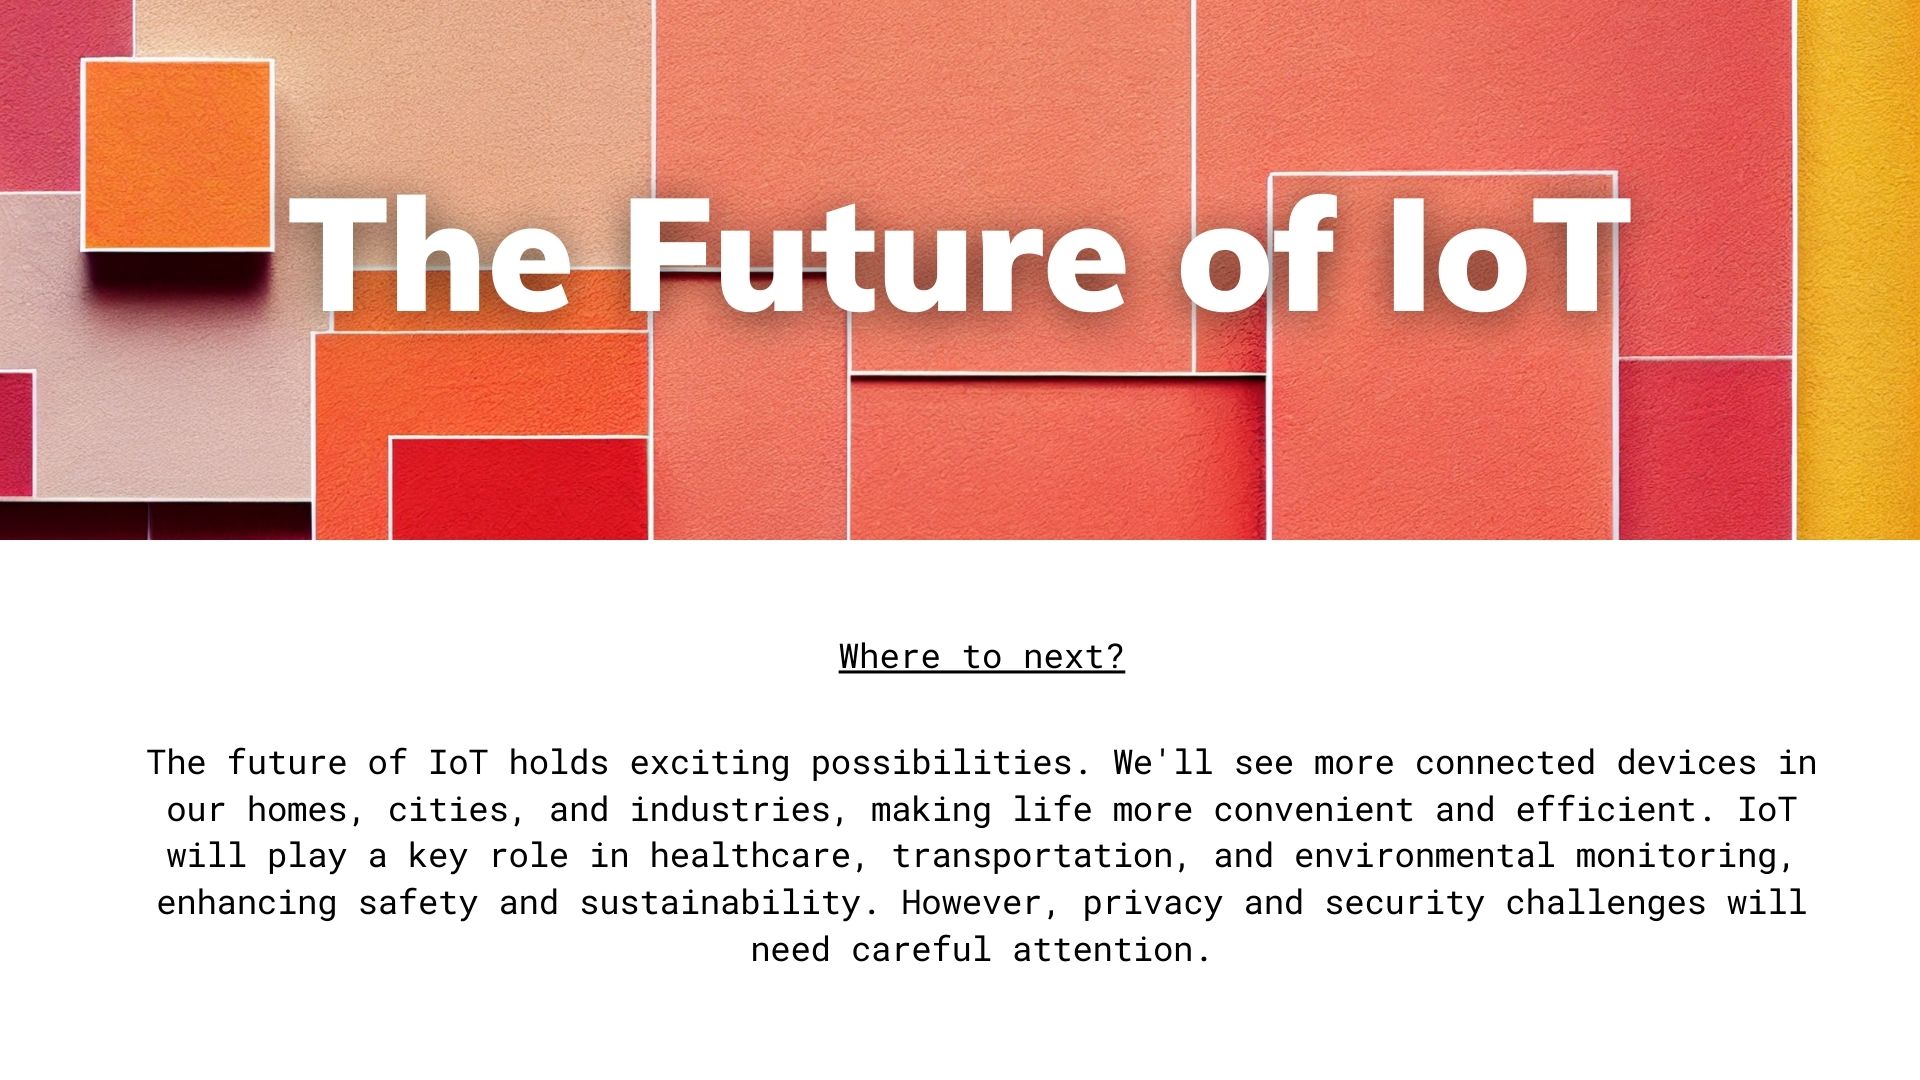 The Future of IoT
Where to next?
The future of IoT holds exciting possibilities. We'll see more connected devices in
our homes, cities, and industries, making life more convenient and efficient. IoT
will play a key role in healthcare, transportation, and environmental monitoring,
enhancing safety and sustainability. However, privacy and security challenges will
need careful attention.